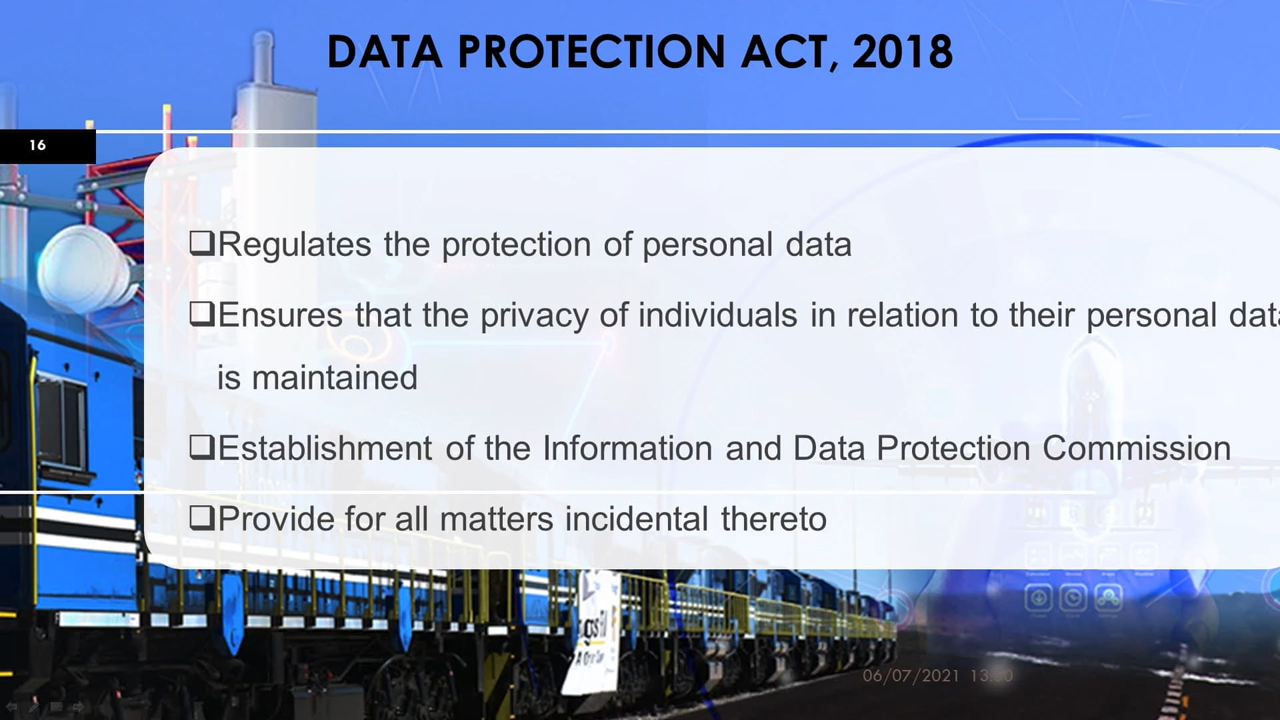 DATA PROTECTION ACT, 2018
16
❑Regulates the protection of personal data
❑Ensures that the privacy of individuals in relation to their personal data
is maintained
❑Establishment of the Information and Data Protection Commission
❑Provide for all matters incidental thereto
06/07/2021